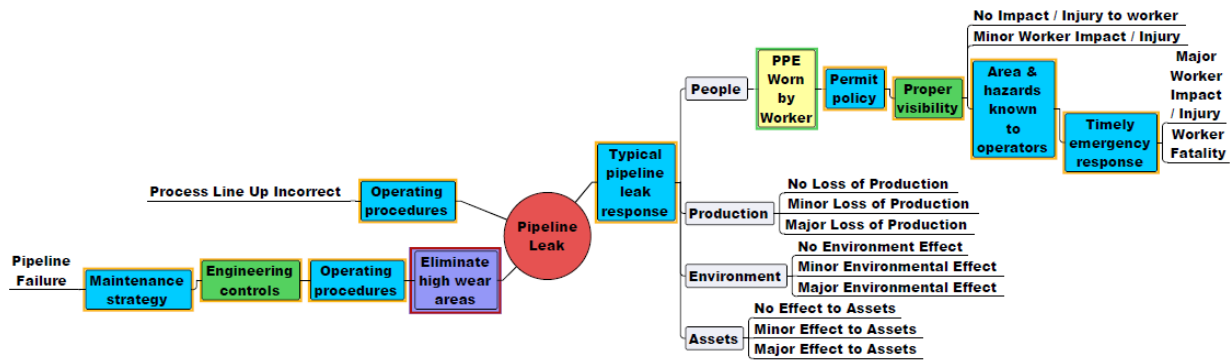 Process Line Up Incorrect
Operating
procedures
Pipeline
Failure
Maintenance
strategy
Engineering
controls
Operating
procedures
Eliminate
high wear
areas
Pipeline
Leak
Typical
pipeline
leak
response
People
PPE
Worn
by
Worker
Permit
policy
Proper
visibility
No Impact / Injury to worker
Minor Worker Impact / Injury
Area &
hazards
known
to
operators
Timely
emergency
response
Major
Worker
Impact
/ Injury
Worker
Fatality
Production
No Loss of Production
Minor Loss of Production
Major Loss of Production
Environment
No Environment Effect
Minor Environmental Effect
Major Environmental Effect
Assets
No Effect to Assets
Minor Effect to Assets
Major Effect to Assets